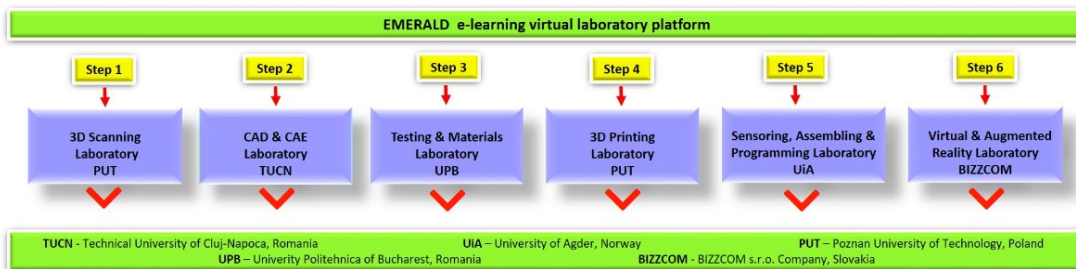 EMERALD e-learning virtual laboratory platform
Step 1
Step 2
Step 3
Step 4
Step 5
Step 6
3D Scanning
Laboratory
PUT
CAD & CAE
Laboratory
TUCN
Testing & Materials
Laboratory
UPB
3D Printing
Laboratory
PUT
Sensoring, Assembling &
Programming Laboratory
UiA
Virtual & Augmented
Reality Laboratory
BIZZCOM
TUCN - Technical University of Cluj-Napoca, Romania
UiA – University of Agder, Norway
PUT – Poznan University of Technology, Poland
UPB – Univerity Politehnica of Bucharest, Romania
BIZZCOM - BIZZCOM s.r.o. Company, Slovakia